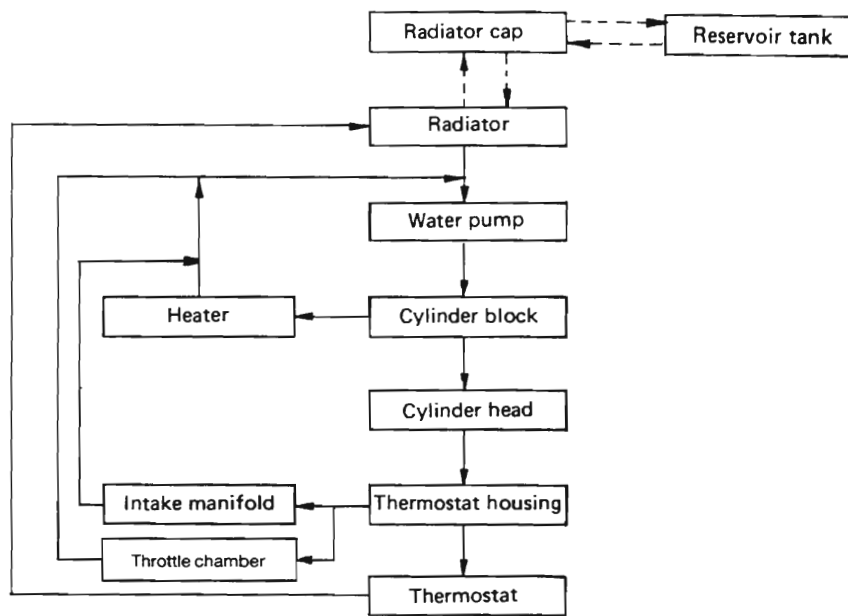 Radiator cap
Reservoir tank
Radiator
Water pump
Heater
Cylinder block
Cylinder head
Intake manifold
Thermostat housing
Throttle chamber
Thermostat